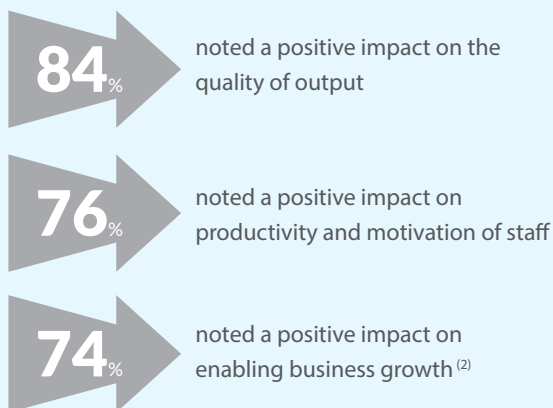 84%
noted a positive impact on the
quality of output
76%
noted a positive impact on
productivity and motivation of staff
74%
noted a positive impact on
enabling business growth (2)